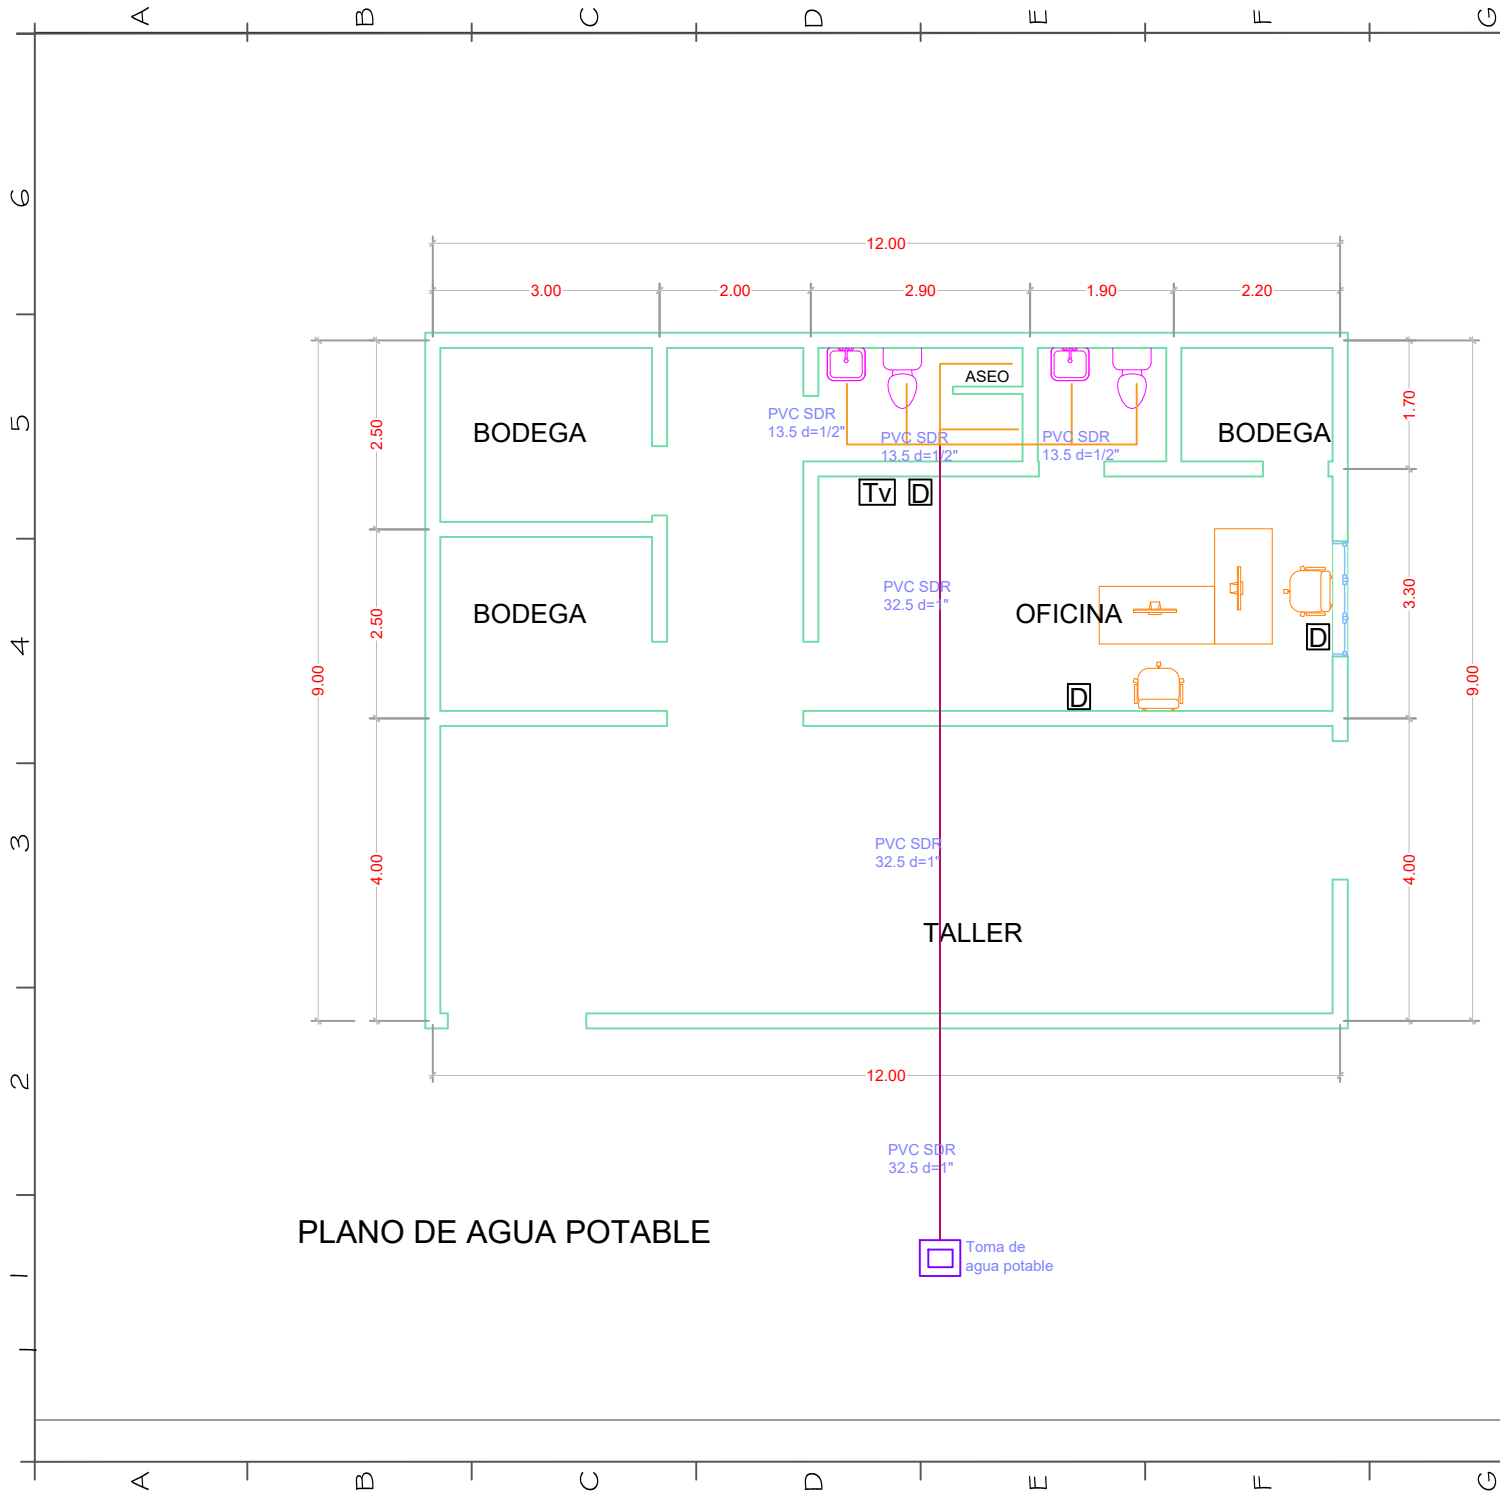 A B C D E F G
6
12.00
3.00 2.00 2.90 1.90 2.20
ASEO
1.70
5
PVC SDR
13.5 d=1/2"
BODEGA
2.50
PVC SDR
13.5 d=1/2"
PVC SDR
13.5 d=1/2"
BODEGA
Tv D
PVC SDR
32.5 d=1"
3.30
BODEGA
2.50
OFICINA
4
D
9.00
9.00
D
3
PVC SDR
32.5 d=1"
4.00
4.00
TALLER
2
12.00
PVC SDR
32.5 d=1"
PLANO DE AGUA POTABLE
Toma de
agua potable
1
A B C D E F G